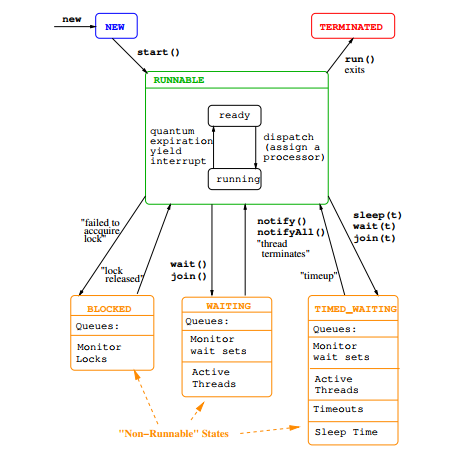 new
NEW
TERMINATED
start()
run()
exits
RUNNABLE
ready
quantum
expiration
yield
interrupt
dispatch
(assign a
processor)
running
"failed to
accquire
lock"
"lock
released"
wait()
join()
notify()
notifyAll()
"thread
terminates"
"timeup"
sleep(t)
wait(t)
join(t)
BLOCKED
Queues:
Monitor
Locks
WAITING
Queues:
Monitor
wait sets
Active
Threads
TIMED_WAITING
Queues:
Monitor
wait sets
Active
Threads
Timeouts
Sleep Time
"Non-Runnable" States